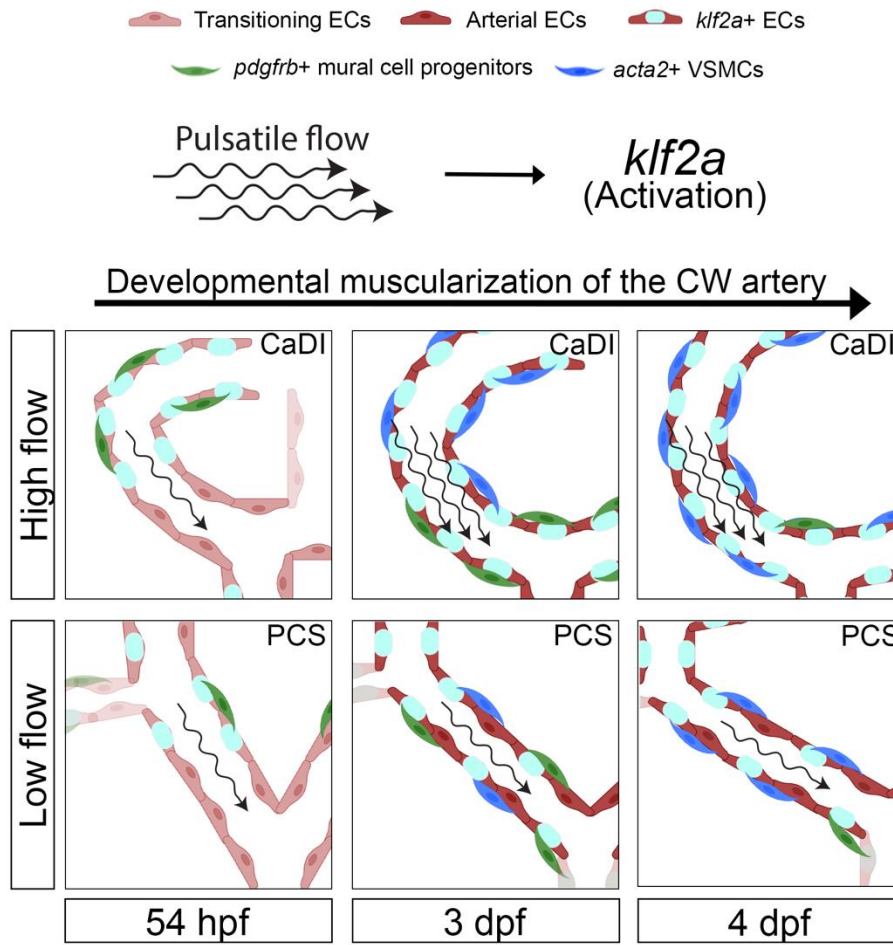 Transitioning ECs
Arterial ECs
klf2a+ ECs
pdgfrb+ mural cell progenitors
acta2+ VSMCs
Pulsatile flow
klf2a
(Activation)
Developmental muscularization of the CW artery
High flow
CaDI
CaDI
CaDI
Low flow
PCS
PCS
PCS
54 hpf
3 dpf
4 dpf